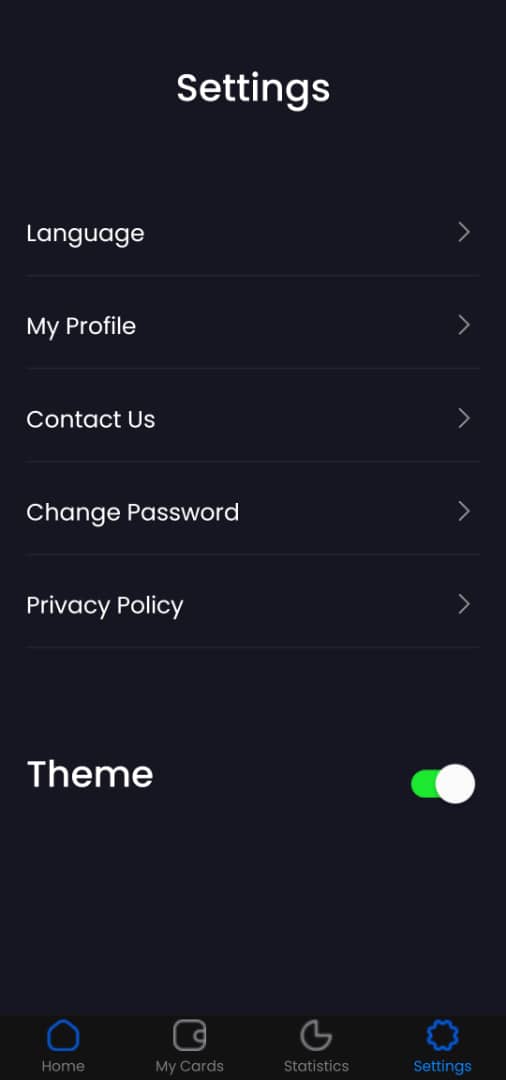 Settings
Language
My Profile
Contact Us
Change Password
Privacy Policy
Theme
Home
My Cards
Statistics
Settings